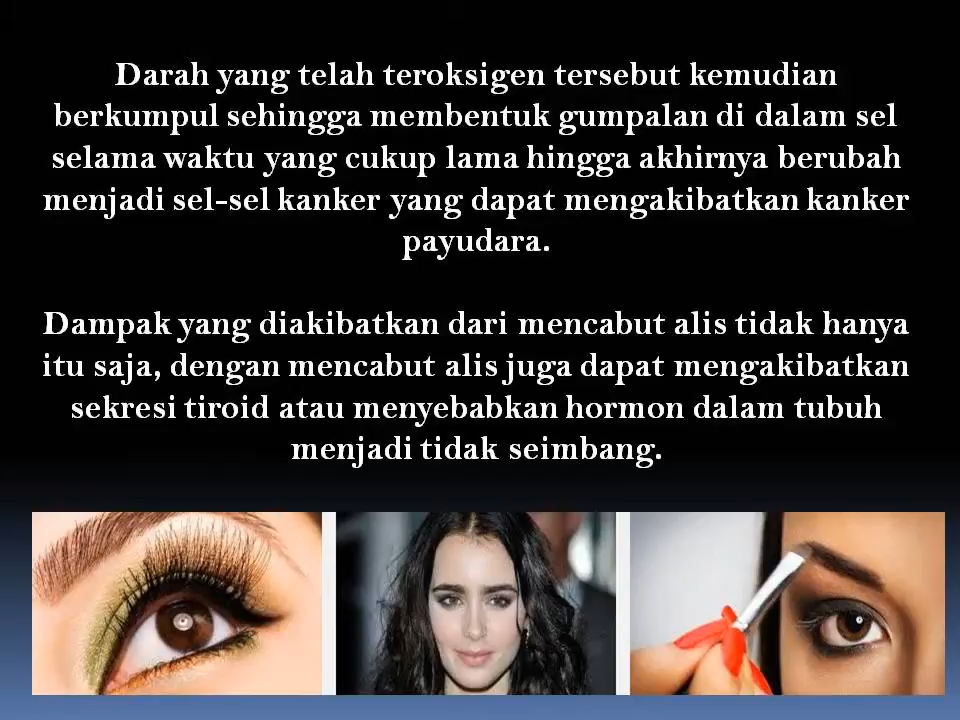 Darah yang telah teroksigen tersebut kemudian
berkumpul sehingga membentuk gumpalan di dalam sel
selama waktu yang cukup lama hingga akhirnya berubah
menjadi sel-sel kanker yang dapat mengakibatkan kanker
payudara.
Dampak yang diakibatkan dari mencabut alis tidak hanya
itu saja, dengan mencabut alis juga dapat mengakibatkan
sekresi tiroid atau menyebabkan hormon dalam tubuh
menjadi tidak seimbang.